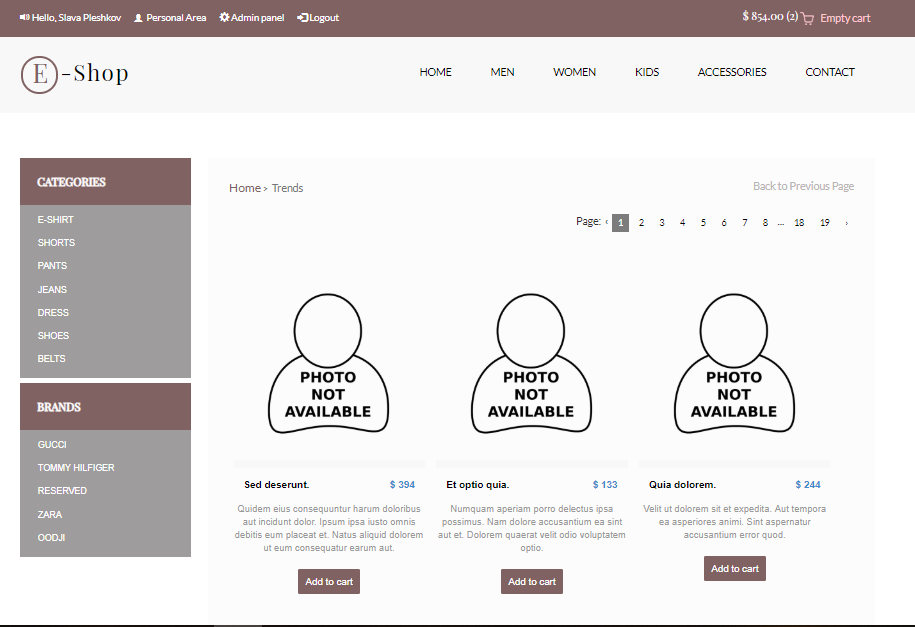 Hello, Slava Pleshkov Personal Area Admin panel Logout $ 854.00 (2) Empty cart
E-Shop HOME MEN WOMEN KIDS ACCESSORIES CONTACT
CATEGORIES
E-SHIRT
SHORTS
PANTS
JEANS
DRESS
SHOES
BELTS
BRANDS
GUCCI
TOMMY HILFIGER
RESERVED
ZARA
OODJI
Home > Trends Back to Previous Page
Page: ‹ 1 2 3 4 5 6 7 8 ... 18 19 ›
PHOTO
NOT
AVAILABLE
Sed deserunt. $ 394
Quidem eius consequuntur harum doloribus
aut incidunt dolor. Ipsum ipsa iusto omnis
debitis eum placeat et. Natus aliquid dolorem
ut eum consequatur earum aut.
Add to cart
PHOTO
NOT
AVAILABLE
Et optio quia. $ 133
Numquam aperiam porro delectus ipsa
possimus. Nam dolore accusantium ea sint
aut et. Dolorem quaerat velit odio voluptatem
optio.
Add to cart
PHOTO
NOT
AVAILABLE
Quia dolorem. $ 244
Velit ut dolorem sit et expedita. Aut tempora
ea asperiores animi. Sint aspernatur
accusantium error quod.
Add to cart